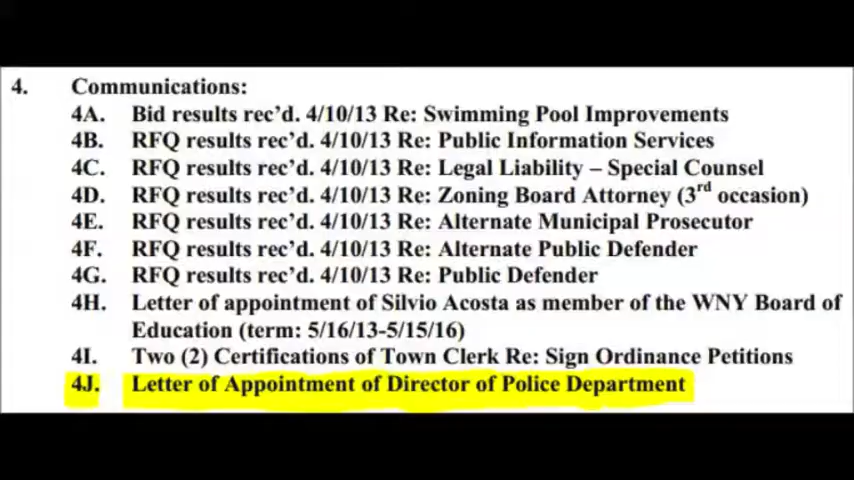 4. Communications:
4A. Bid results rec'd. 4/10/13 Re: Swimming Pool Improvements
4B. RFQ results rec'd. 4/10/13 Re: Public Information Services
4C. RFQ results rec'd. 4/10/13 Re: Legal Liability – Special Counsel
4D. RFQ results rec'd. 4/10/13 Re: Zoning Board Attorney (3rd occasion)
4E. RFQ results rec'd. 4/10/13 Re: Alternate Municipal Prosecutor
4F. RFQ results rec'd. 4/10/13 Re: Alternate Public Defender
4G. RFQ results rec'd. 4/10/13 Re: Public Defender
4H. Letter of appointment of Silvio Acosta as member of the WNY Board of
Education (term: 5/16/13-5/15/16)
4I. Two (2) Certifications of Town Clerk Re: Sign Ordinance Petitions
4J. Letter of Appointment of Director of Police Department